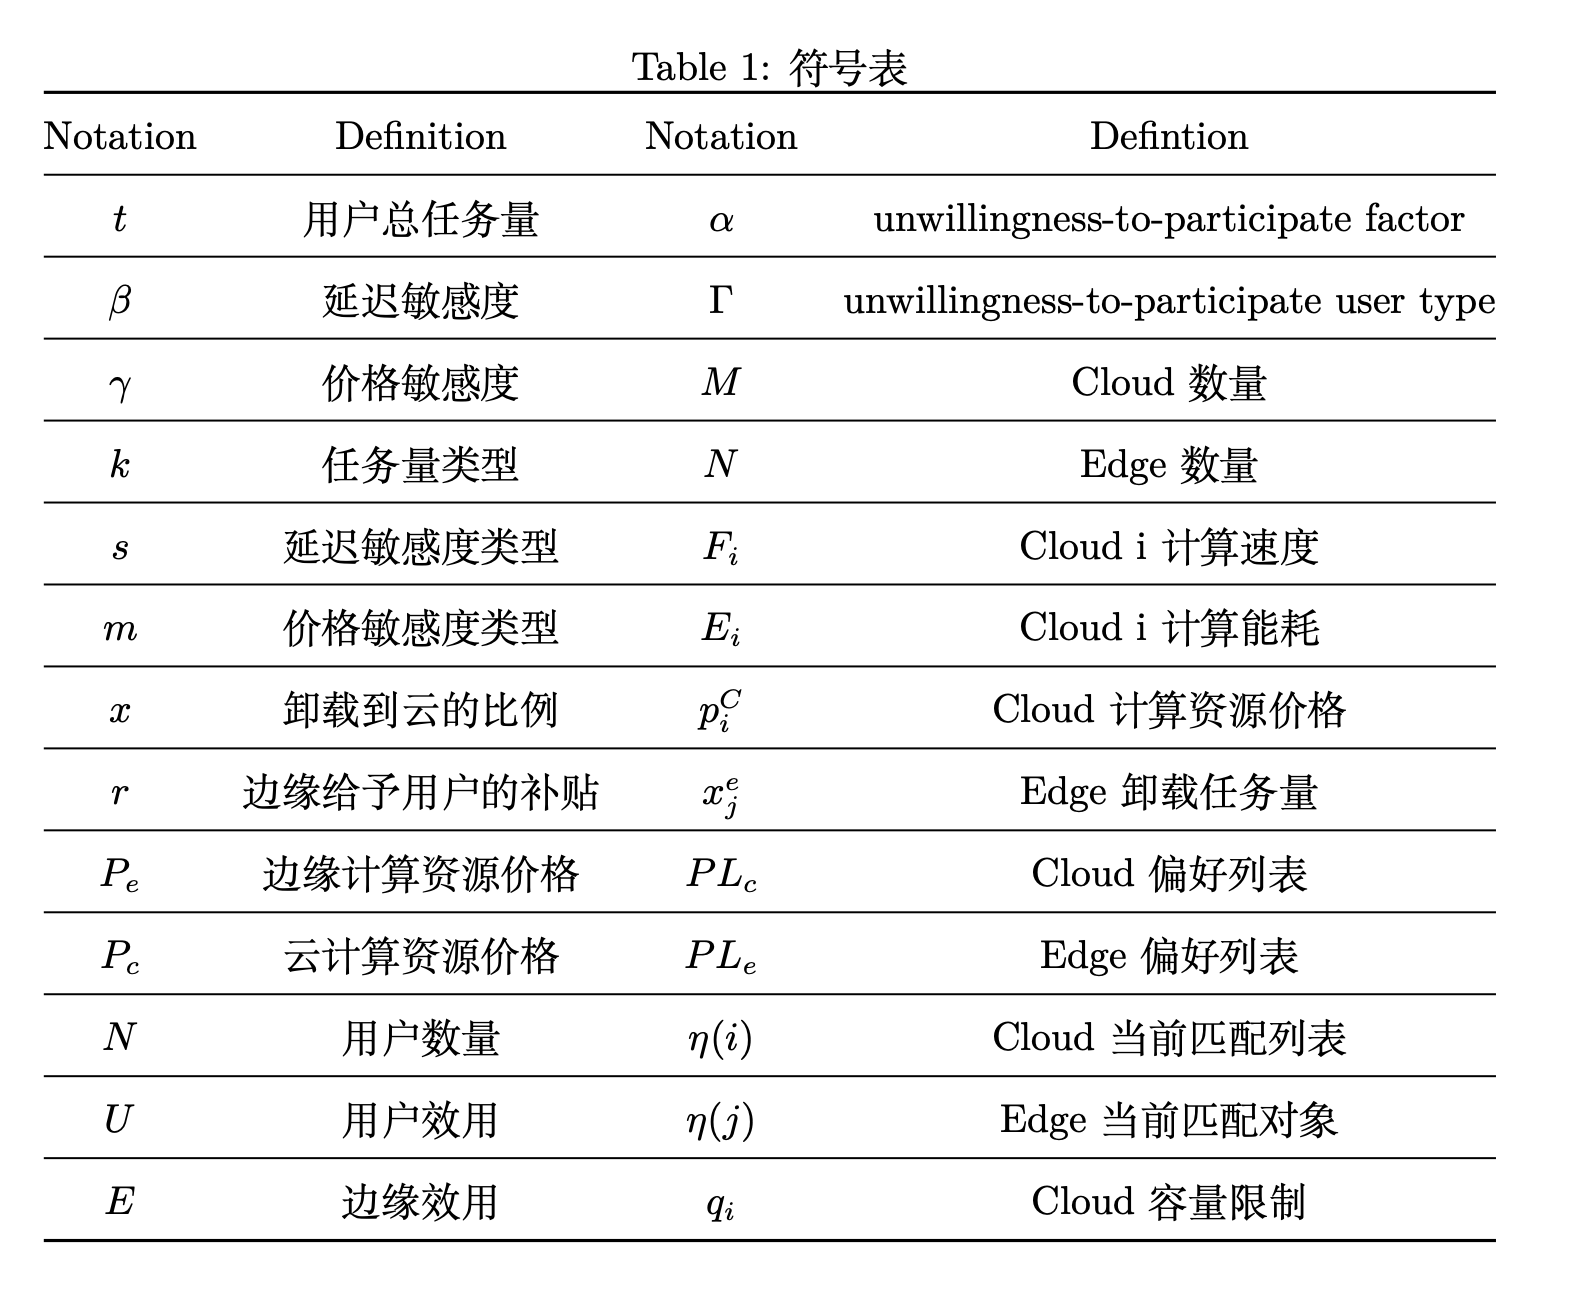 Table 1: 符号表
Notation Definition Notation Defintion
t 用户总任务量 α unwillingness-to-participate factor
β 延迟敏感度 Γ unwillingness-to-participate user type
γ 价格敏感度 M Cloud 数量
k 任务量类型 N Edge 数量
s 延迟敏感度类型 F_i Cloud i 计算速度
m 价格敏感度类型 E_i Cloud i 计算能耗
x 卸载到云的比例 p_i^C Cloud 计算资源价格
r 边缘给予用户的补贴 x_j^e Edge 卸载任务量
P_e 边缘计算资源价格 PL_c Cloud 偏好列表
P_c 云计算资源价格 PL_e Edge 偏好列表
N 用户数量 η(i) Cloud 当前匹配列表
U 用户效用 η(j) Edge 当前匹配对象
E 边缘效用 q_i Cloud 容量限制